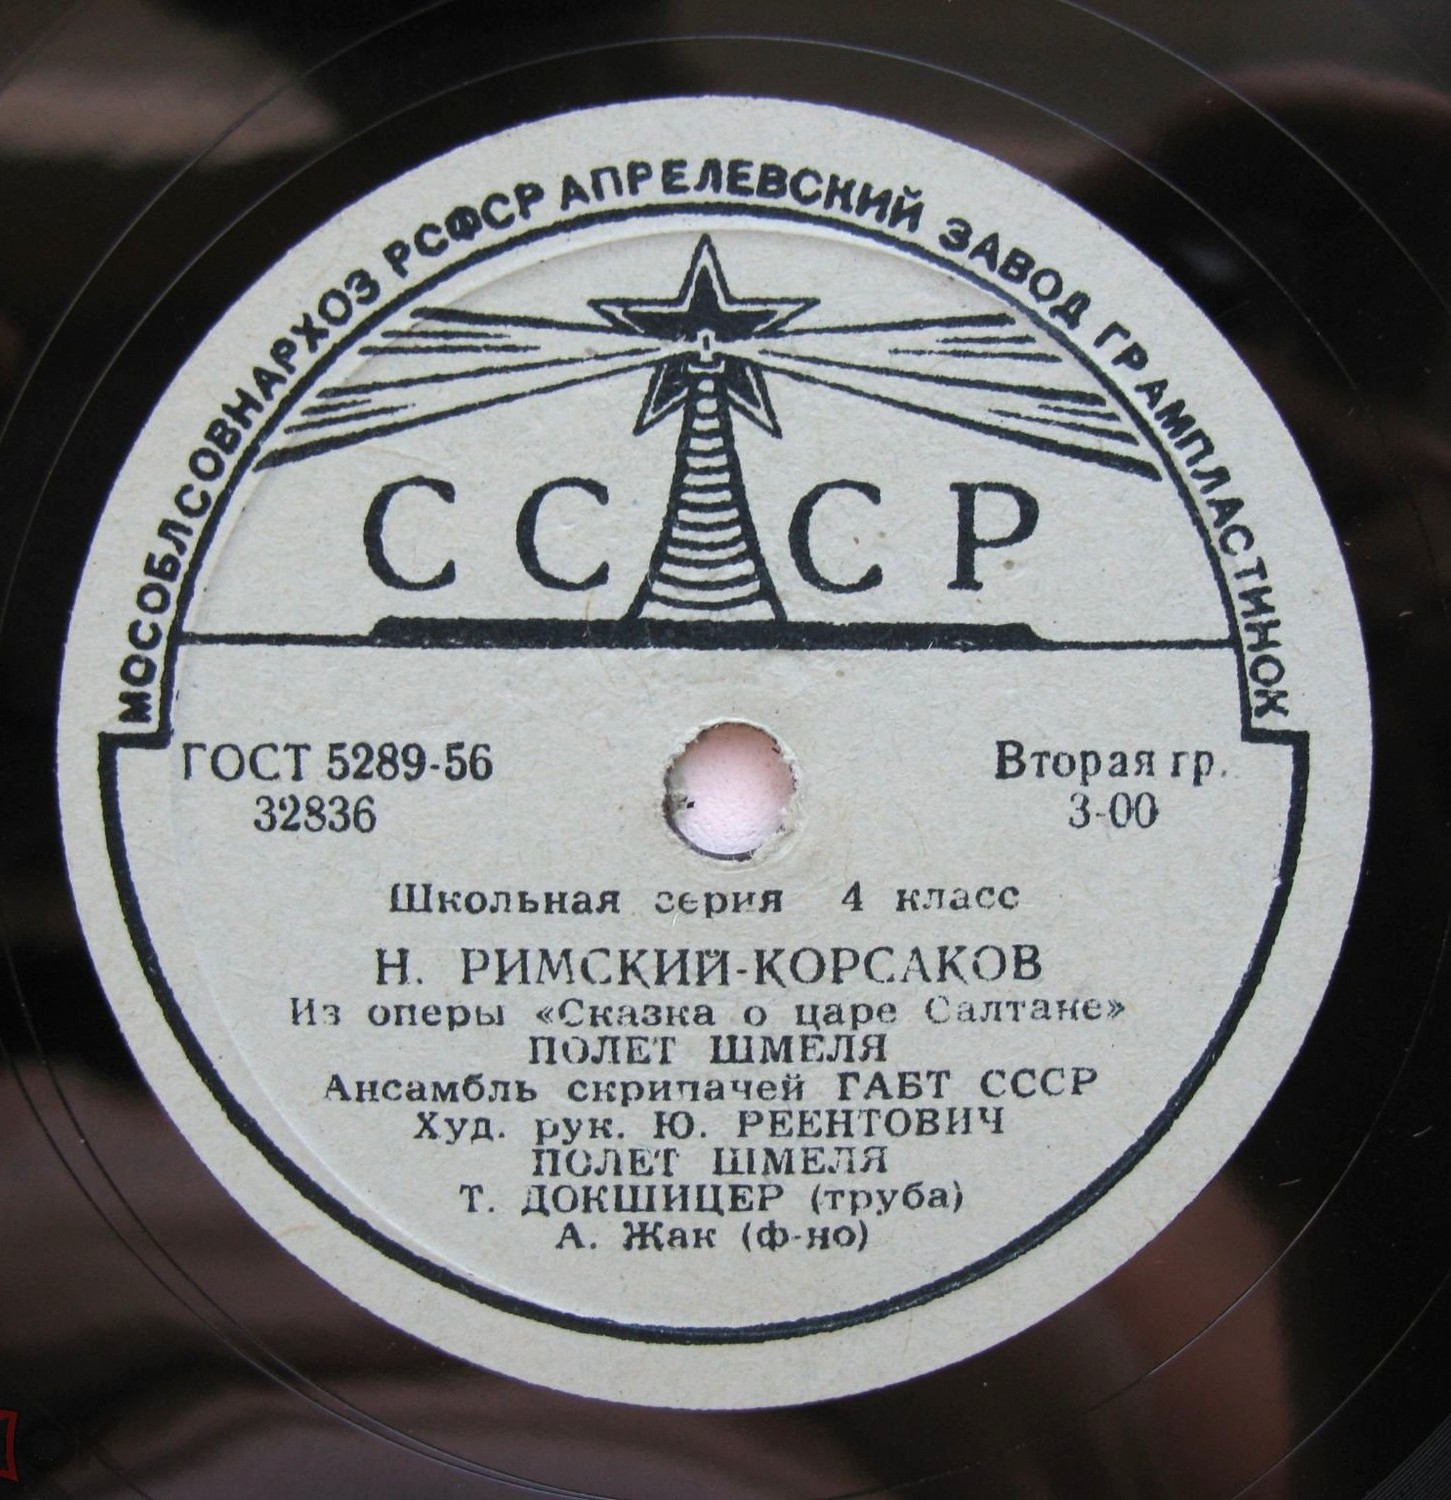 МОСОБЛСОВНАРХОЗ РСФСР АПРЕЛЕВСКИЙ ЗАВОД ГРАМПЛАСТИНОК
СССР
ГОСТ 5289-56
32836
Вторая гр.
3-00
Школьная серия 4 класс
Н. РИМСКИЙ-КОРСАКОВ
Из оперы «Сказка о царе Салтане»
ПОЛЕТ ШМЕЛЯ
Ансамбль скрипачей ГАБТ СССР
Худ. рук. Ю. РЕЕНТОВИЧ
ПОЛЕТ ШМЕЛЯ
Т. ДОКШИЦЕР (труба)
А. Жак (ф-но)